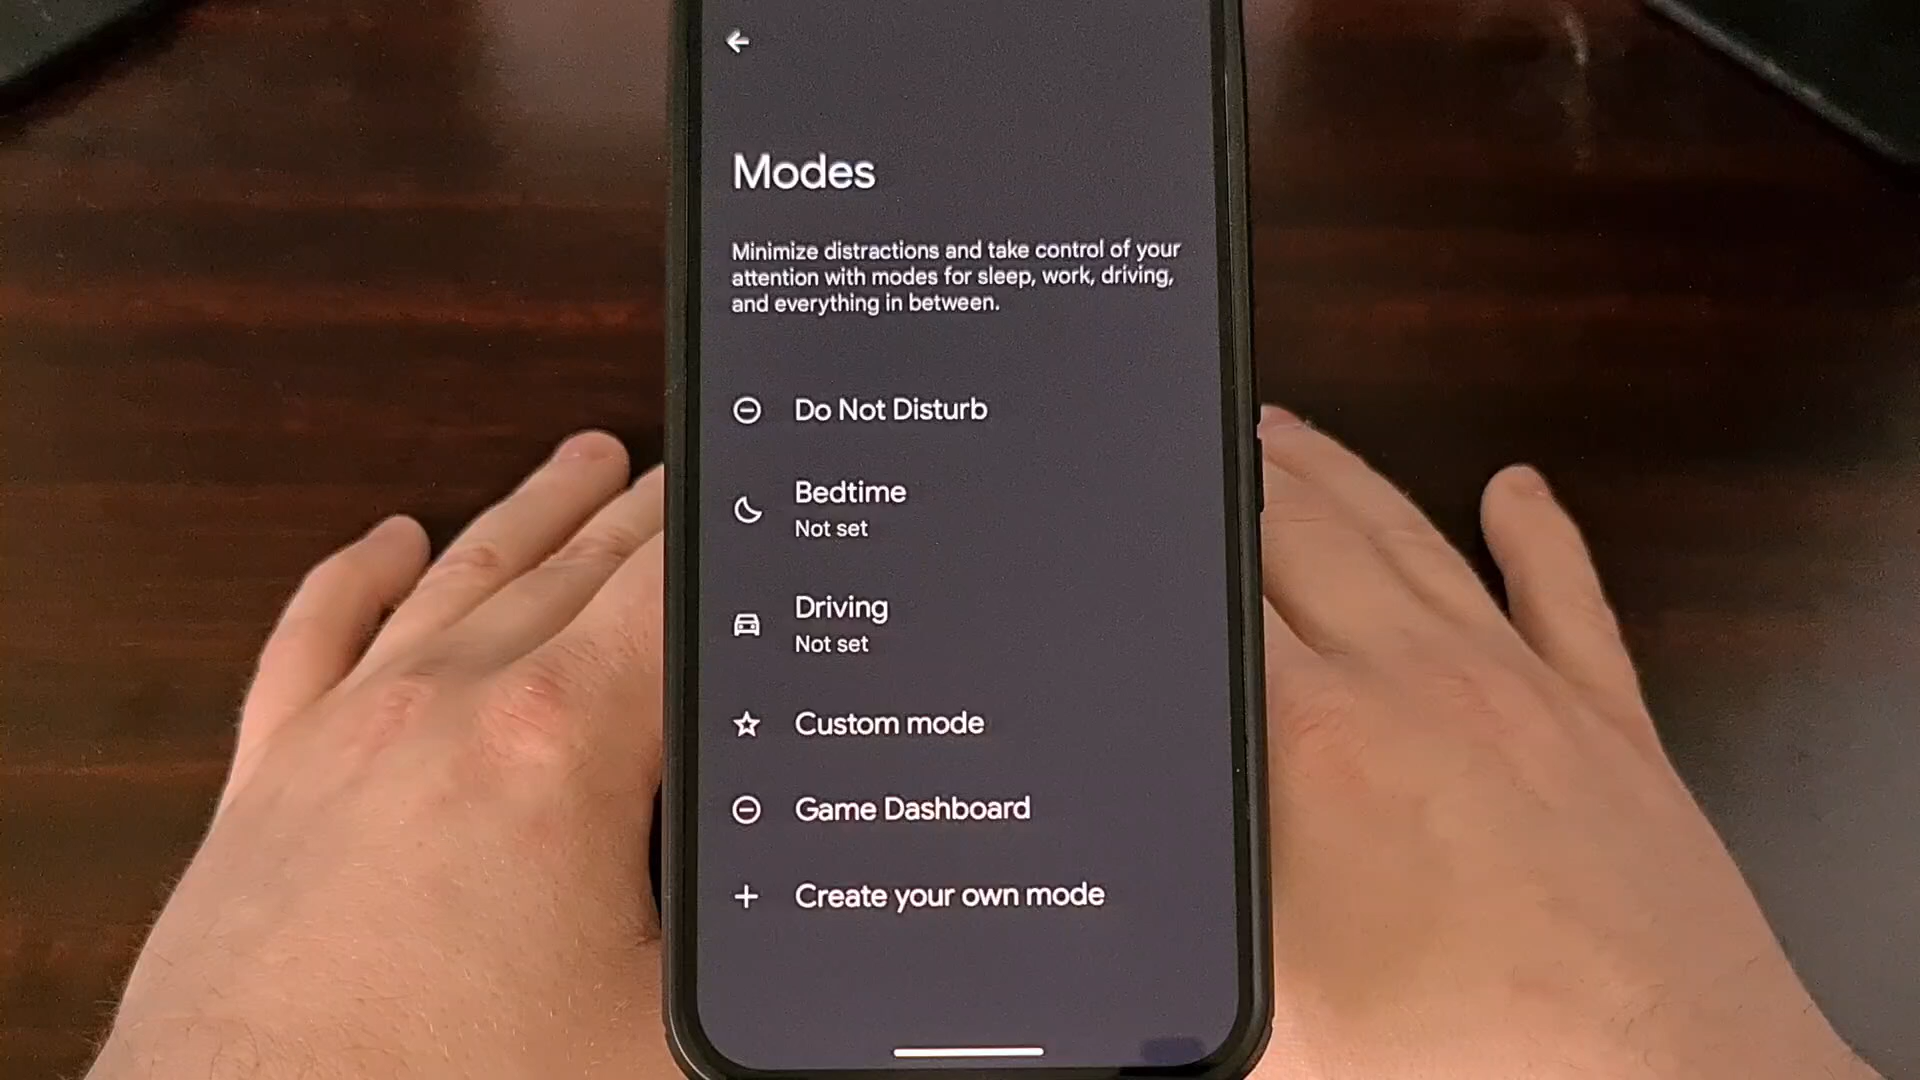 Modes
Minimize distractions and take control of your
attention with modes for sleep, work, driving,
and everything in between.
Do Not Disturb
Bedtime
Not set
Driving
Not set
Custom mode
Game Dashboard
Create your own mode